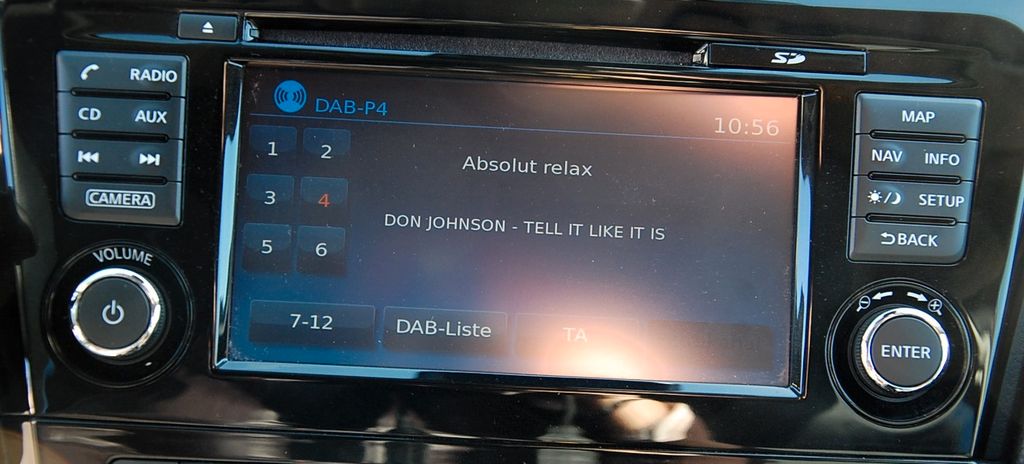 SD
RADIO
CD AUX
CAMERA
VOLUME
DAB-P4
10:56
1 2
3 4
5 6
Absolut relax
DON JOHNSON - TELL IT LIKE IT IS
7-12 DAB-Liste TA
MAP
NAV INFO
SETUP
BACK
ENTER